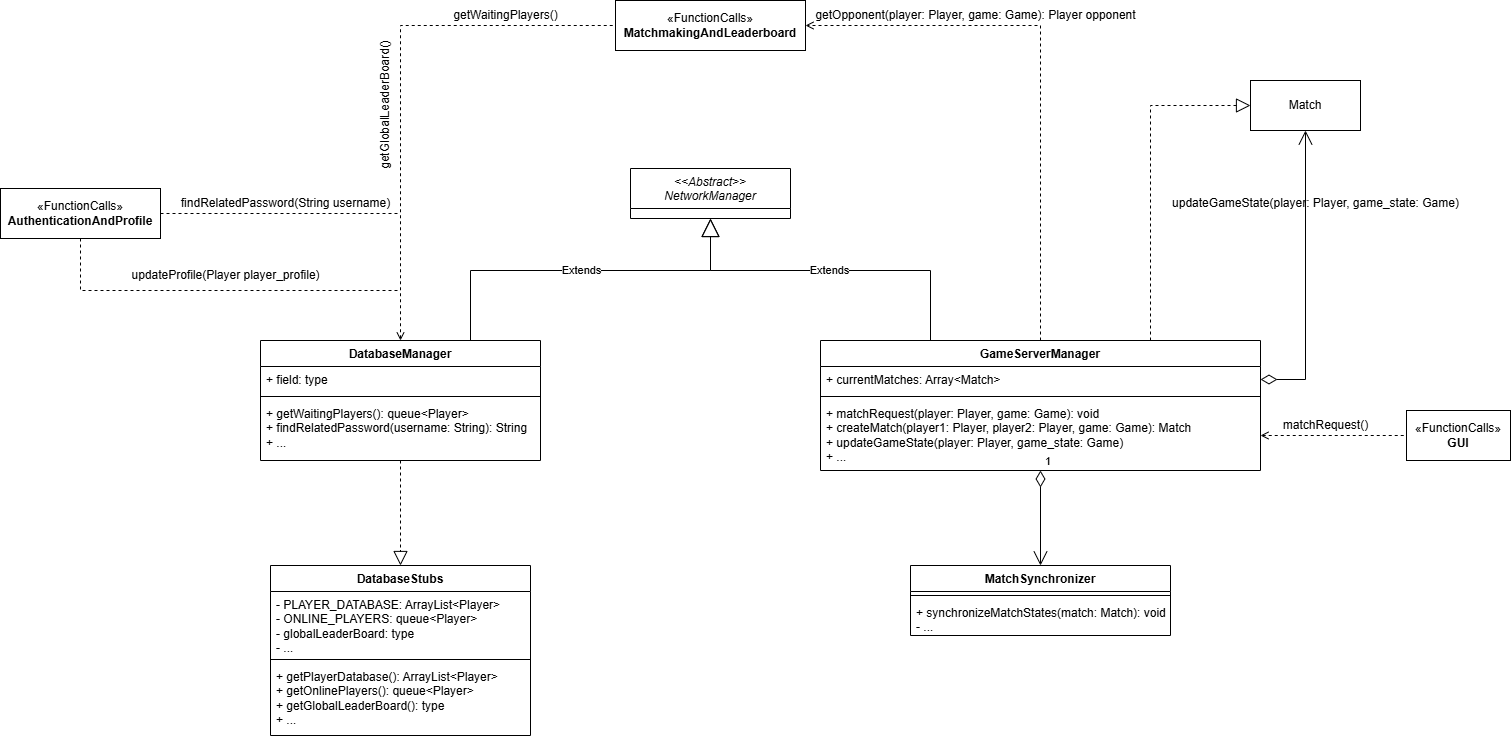 getWaitingPlayers()
«FunctionCalls»
MatchmakingAndLeaderboard
getOpponent(player: Player, game: Game): Player opponent
getGlobalLeaderBoard()
Match
<<Abstract>>
NetworkManager
«FunctionCalls»
AuthenticationAndProfile
findRelatedPassword(String username)
updateGameState(player: Player, game_state: Game)
updateProfile(Player player_profile)
Extends
Extends
DatabaseManager
+ field: type
+ getWaitingPlayers(): queue<Player>
+ findRelatedPassword(username: String): String
+ ...
GameServerManager
+ currentMatches: Array<Match>
+ matchRequest(player: Player, game: Game): void
+ createMatch(player1: Player, player2: Player, game: Game): Match
+ updateGameState(player: Player, game_state: Game)
+ ...
1
matchRequest()
«FunctionCalls»
GUI
DatabaseStubs
- PLAYER_DATABASE: ArrayList<Player>
- ONLINE_PLAYERS: queue<Player>
- globalLeaderBoard: type
- ...
+ getPlayerDatabase(): ArrayList<Player>
+ getOnlinePlayers(): queue<Player>
+ getGlobalLeaderBoard(): type
+ ...
MatchSynchronizer
+ synchronizeMatchStates(match: Match): void
- ...